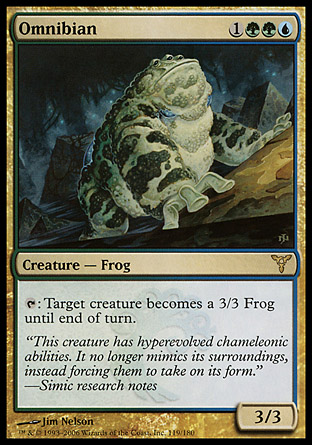 Omnibian 1
: Target creature becomes a 3/3 Frog
until end of turn.
Creature — Frog
"This creature has hyperevolved chameleonic
abilities. It no longer mimics its surroundings,
instead forcing them to take on its form."
—Simic research notes
Jim Nelson
3/3
™ & © 1993–2006 Wizards of the Coast, Inc. 119/180